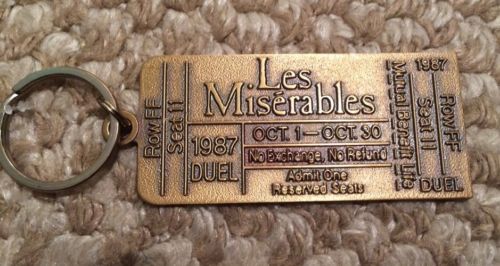 Row FF
Seat 11
1987
DUEL
Les
Misérables
OCT. 1-OCT. 30
No Exchange, No Refund
Admit One
Reserved Seats
1987
Mutual Benefit Life
Seat 11
Row FF
DUEL